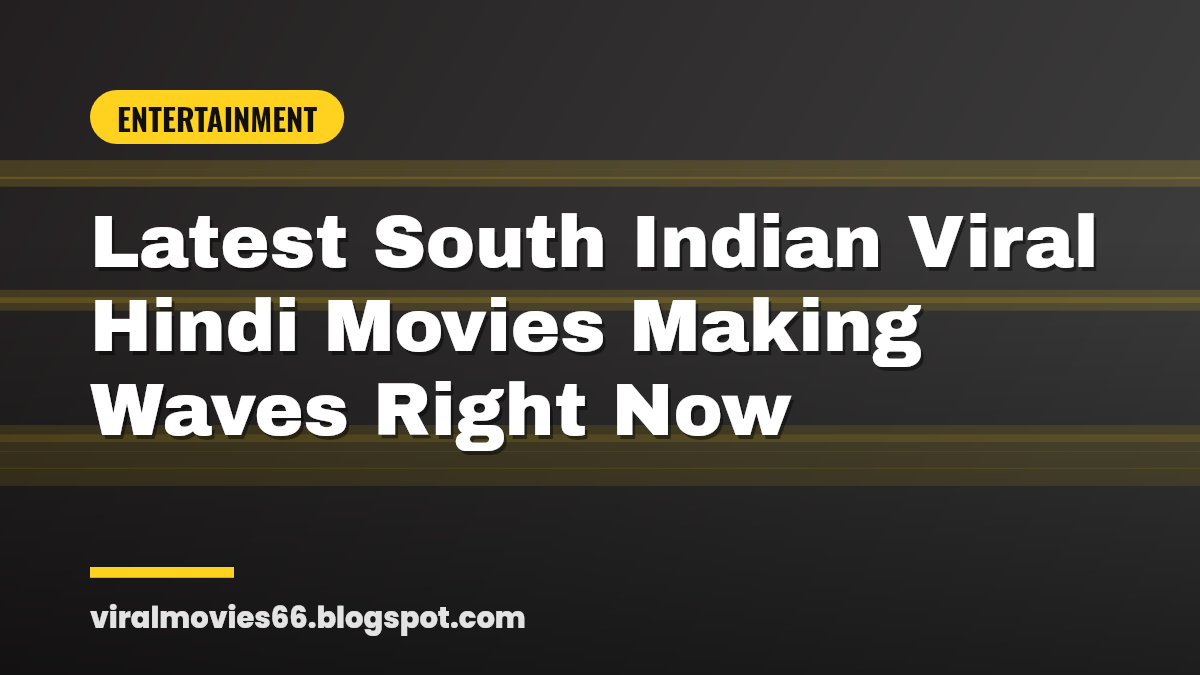 ENTERTAINMENT
Latest South Indian Viral
Hindi Movies Making
Waves Right Now
viralmovies66.blogspot.com